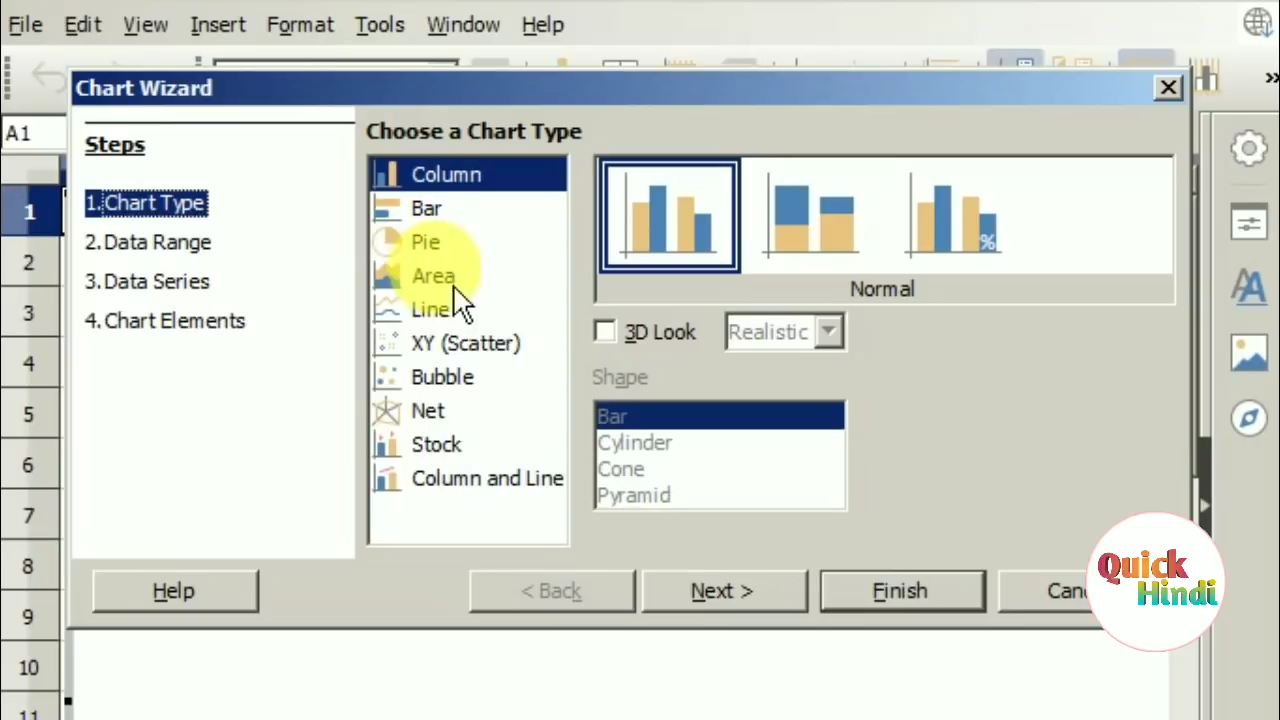 File Edit View Insert Format Tools Window Help
Chart Wizard
A1
Steps
1. Chart Type
2. Data Range
3. Data Series
4. Chart Elements
Choose a Chart Type
Column
Bar
Pie
Area
Line
XY (Scatter)
Bubble
Net
Stock
Column and Line
%
Normal
3D Look Realistic
Shape
Bar
Cylinder
Cone
Pyramid
Help < Back Next > Finish
Quick
Hindi
1
2
3
4
5
6
7
8
9
10
11